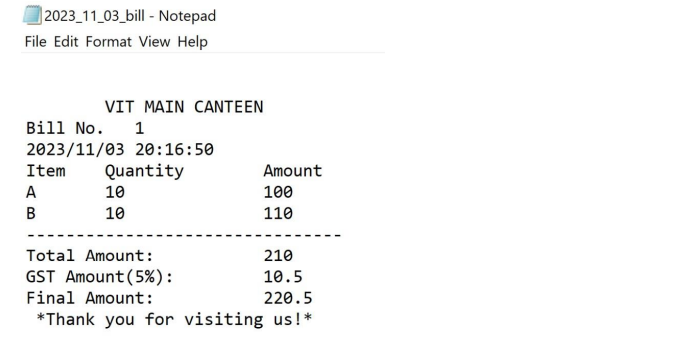 2023_11_03_bill - Notepad
File Edit Format View Help
VIT MAIN CANTEEN
Bill No. 1
2023/11/03 20:16:50
Item Quantity Amount
A 10 100
B 10 110
--------------------------------
Total Amount: 210
GST Amount(5%): 10.5
Final Amount: 220.5
*Thank you for visiting us!*